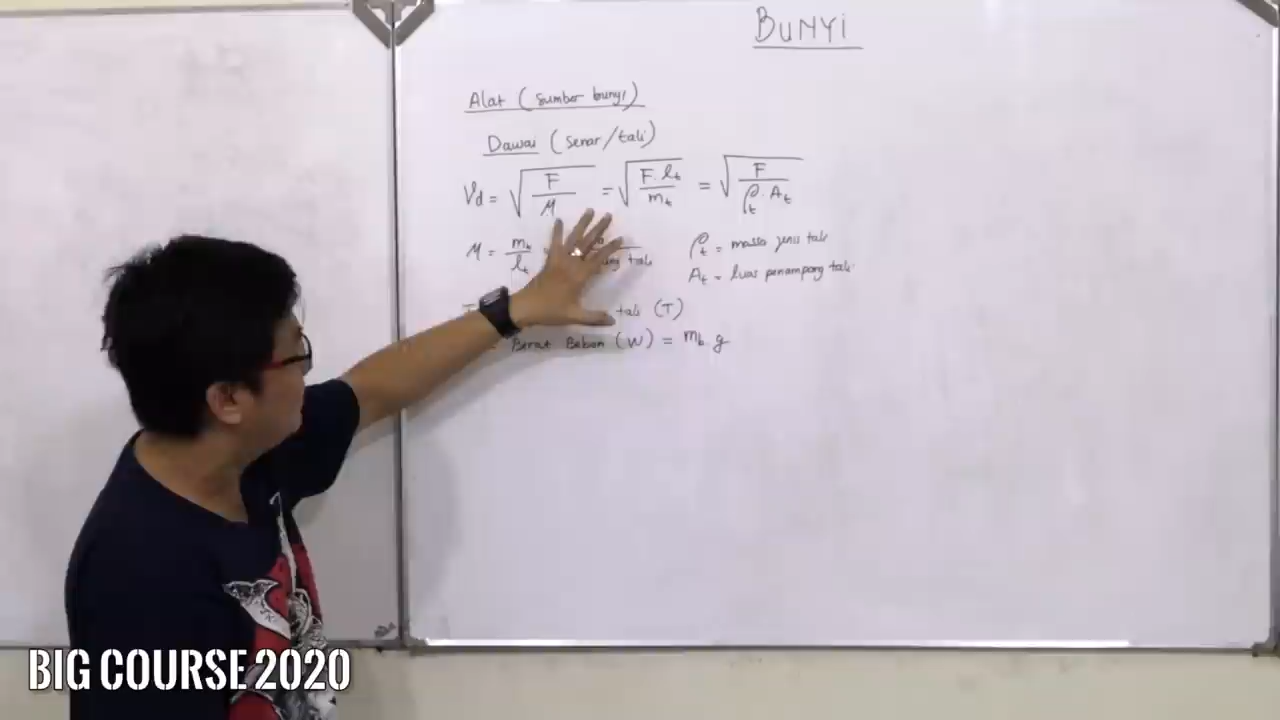 BUNYi
Alat (sumber bunyi)
Dawai (senar/tali)
Vd = √(F/μ) = √(F.lt/mt) = √(F/ρt.At)
μ = mt/lt tali ρt = massa jenis tali
At = luas penampang tali
tali (T)
Berat Beban (W) = mb.g
BIG COURSE 2020